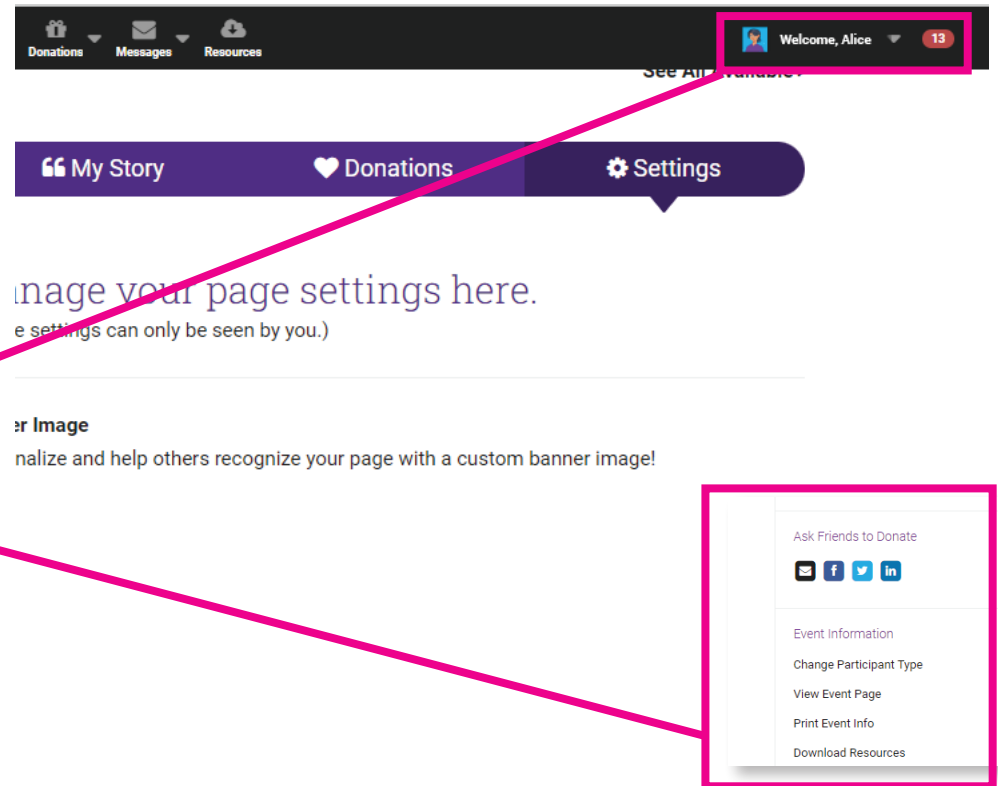 Donations Messages Resources Welcome, Alice 13
See All Available
My Story Donations Settings
nage your page settings here.
e settings can only be seen by you.)
er Image
nalize and help others recognize your page with a custom banner image!
Ask Friends to Donate
Event Information
Change Participant Type
View Event Page
Print Event Info
Download Resources